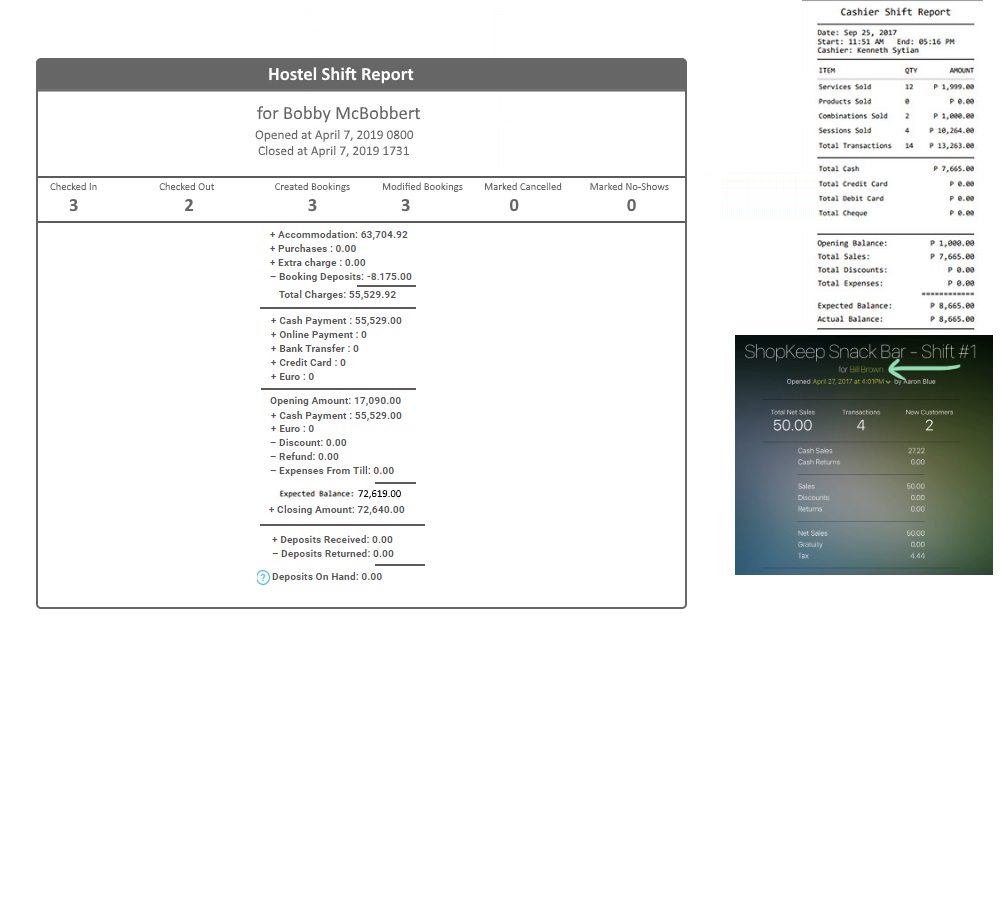 Hostel Shift Report
for Bobby McBobbert
Opened at April 7, 2019 0800
Closed at April 7, 2019 1731
Checked In Checked Out Created Bookings Modified Bookings Marked Cancelled Marked No-Shows
3 2 3 3 0 0
+ Accommodation: 63,704.92
+ Purchases : 0.00
+ Extra charge : 0.00
– Booking Deposits: -8.175.00
Total Charges: 55,529.92
+ Cash Payment : 55,529.00
+ Online Payment : 0
+ Bank Transfer : 0
+ Credit Card : 0
+ Euro : 0
Opening Amount: 17,090.00
+ Cash Payment : 55,529.00
+ Euro : 0
– Discount: 0.00
– Refund: 0.00
– Expenses From Till: 0.00
Expected Balance: 72,619.00
+ Closing Amount: 72,640.00
+ Deposits Received: 0.00
– Deposits Returned: 0.00
? Deposits On Hand: 0.00
Cashier Shift Report
Date: Sep 25, 2017
Start: 11:51 AM End: 05:16 PM
Cashier: Kenneth Sytian
ITEM QTY AMOUNT
Services Sold 12 P 1,999.00
Products Sold 0 P 0.00
Combinations Sold 2 P 1,000.00
Sessions Sold 4 P 10,264.00
Total Transactions 14 P 13,263.00
Total Cash P 7,665.00
Total Credit Card P 0.00
Total Debit Card P 0.00
Total Cheque P 0.00
Opening Balance: P 1,000.00
Total Sales: P 7,665.00
Total Discounts: P 0.00
Total Expenses: P 0.00
============
Expected Balance: P 8,665.00
Actual Balance: P 8,665.00
ShopKeep Snack Bar – Shift #1
for Bill Brown
Opened April 27, 2017 at 4:01PM by Aaron Blue
Total Net Sales Transactions New Customers
50.00 4 2
Cash Sales 27.22
Cash Returns 0.00
Sales 50.00
Discounts 0.00
Returns 0.00
Net Sales 50.00
Gratuity 0.00
Tax 4.44